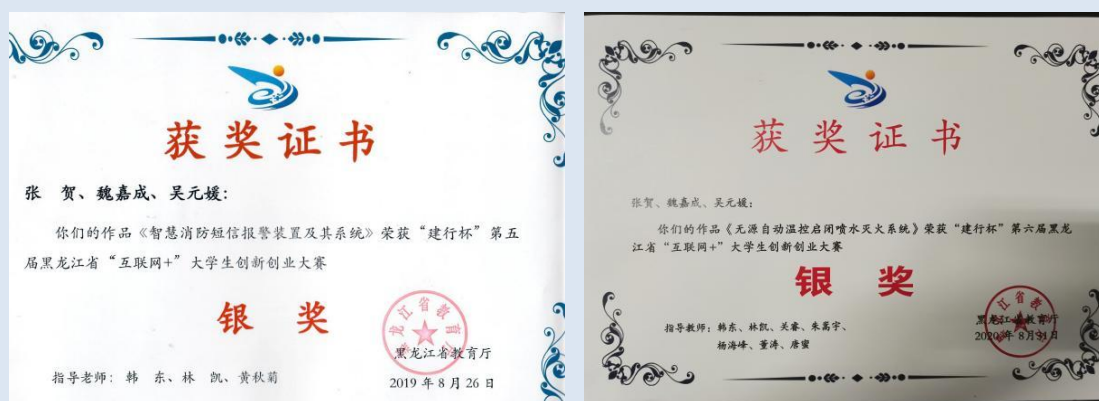 获奖证书
张 贺、魏嘉成、吴元媛：
你们的作品《智慧消防短信报警装置及其系统》荣获“建行杯”第五
届黑龙江省“互联网+”大学生创新创业大赛
银 奖
黑龙江省教育厅
2019年8月26日
指导老师：韩 东、林 凯、黄秋菊
获奖证书
张贺、魏嘉成、吴元媛：
你们的作品《无源自动温控启闭喷水灭火系统》荣获“建行杯”第六届黑龙
江省“互联网+”大学生创新创业大赛
银 奖
指导教师：韩东、林凯、关睿、朱蒿宇、
杨海峰、董涛、唐蜜
黑龙江省教育厅
2020年8月31日